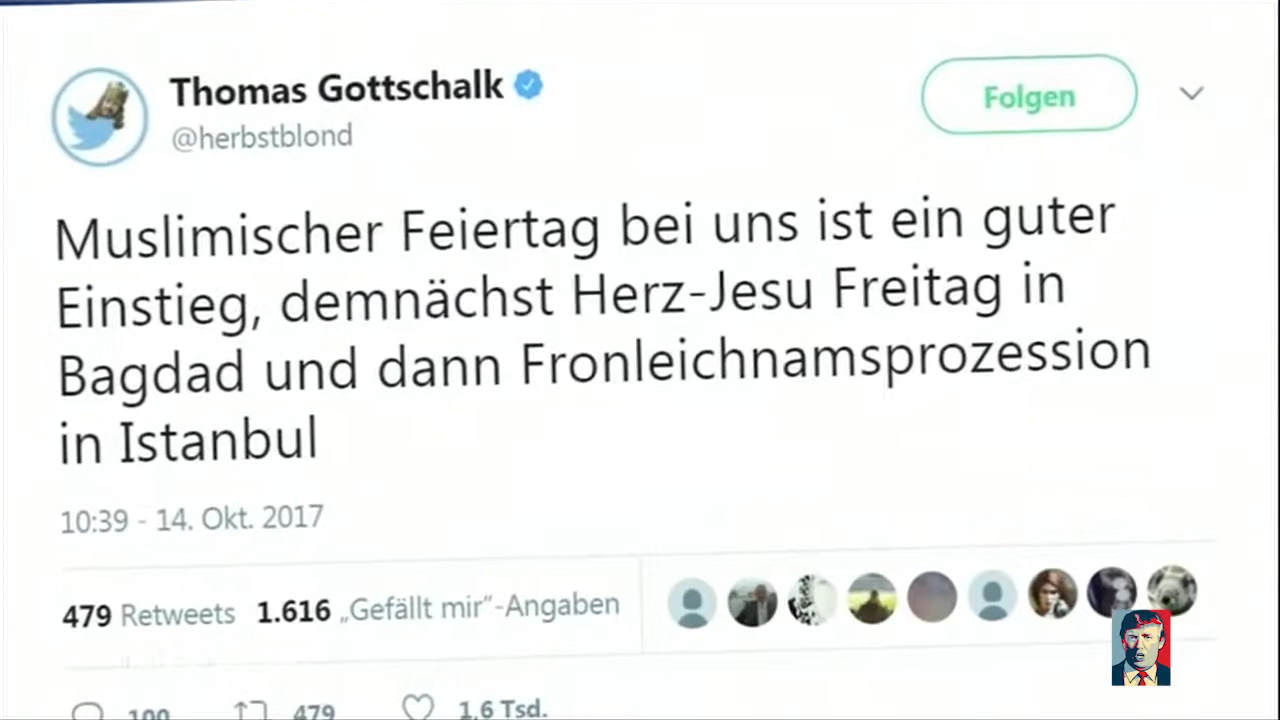 Thomas Gottschalk
@herbstblond
Folgen
Muslimischer Feiertag bei uns ist ein guter
Einstieg, demnächst Herz-Jesu Freitag in
Bagdad und dann Fronleichnamsprozession
in Istanbul
10:39 - 14. Okt. 2017
479 Retweets 1.616 „Gefällt mir“-Angaben
100 479 1,6 Tsd.